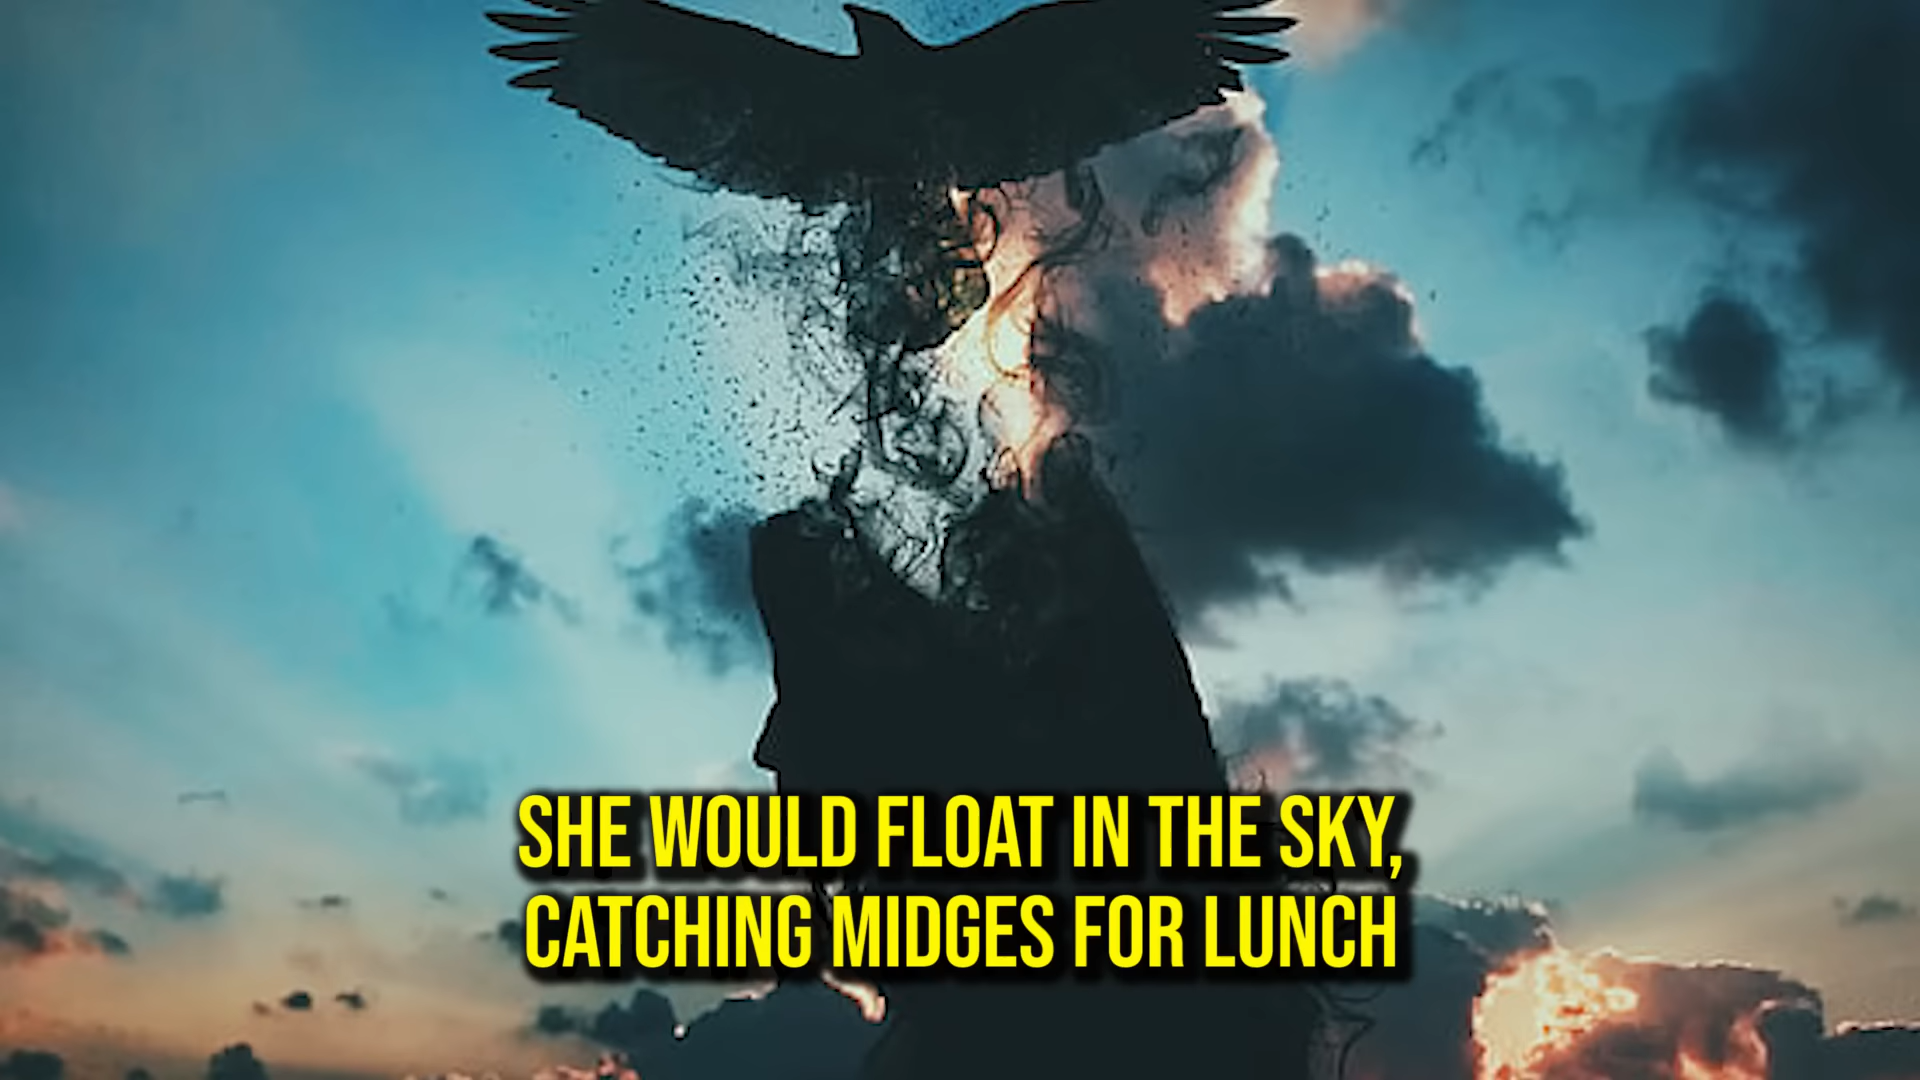 SHE WOULD FLOAT IN THE SKY,
CATCHING MIDGES FOR LUNCH